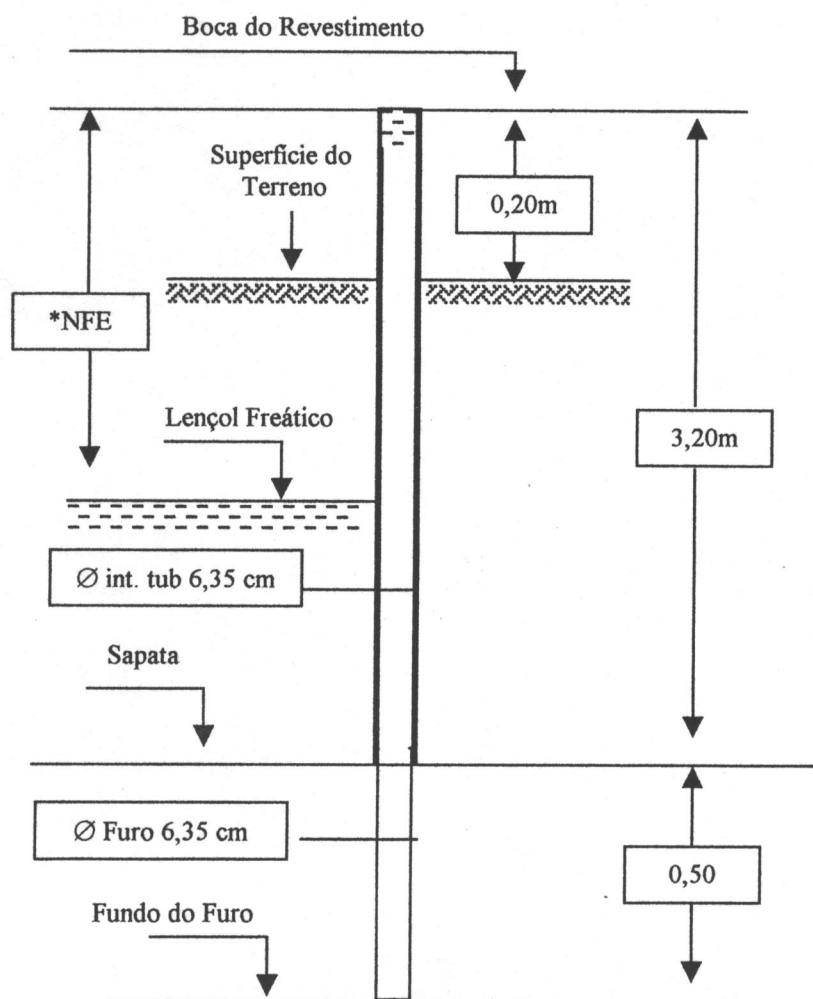 Boca do Revestimento
Superfície do
Terreno
0,20m
*NFE
Lençol Freático
3,20m
Ø int. tub 6,35 cm
Sapata
Ø Furo 6,35 cm
0,50
Fundo do Furo